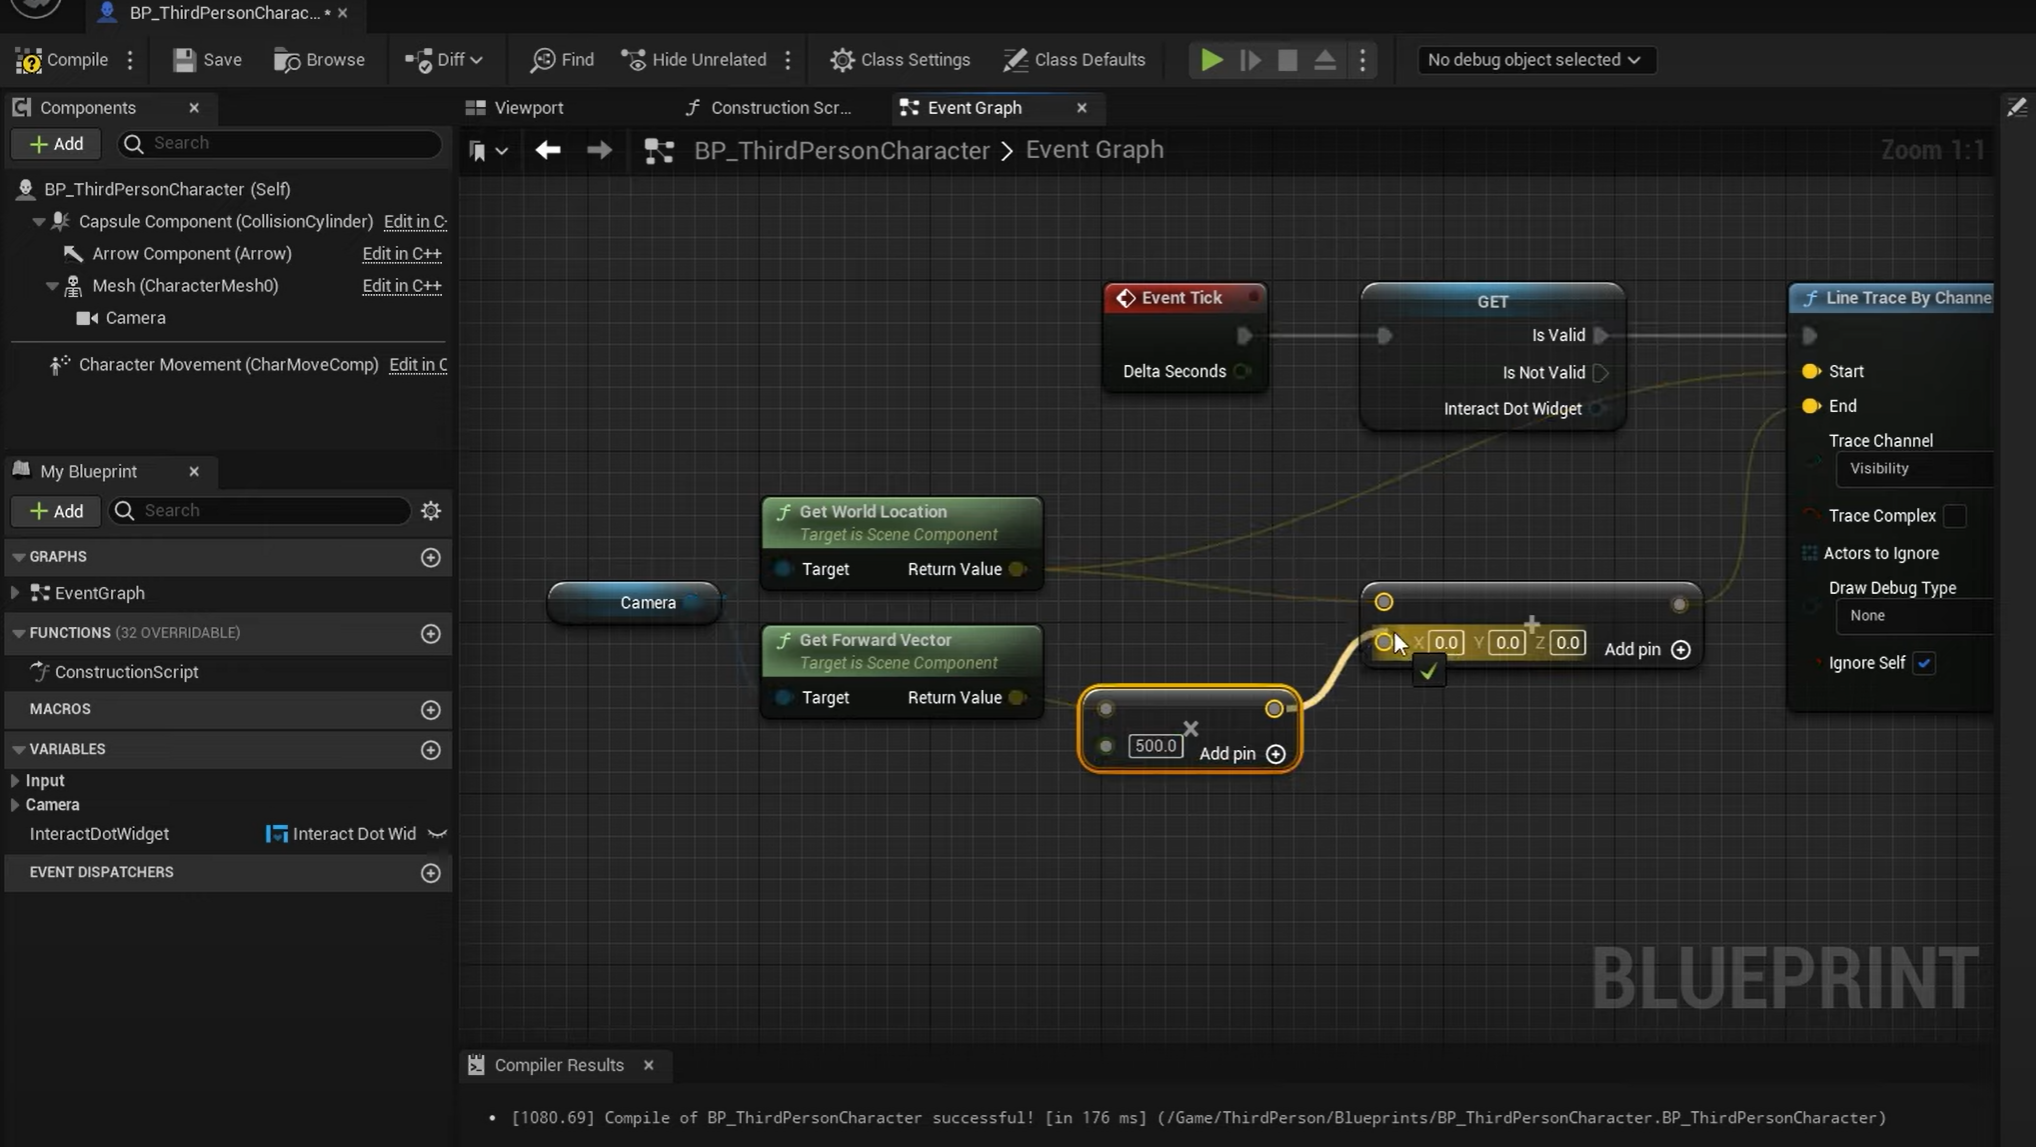 BP_ThirdPersonCharac... *
Compile
Save
Browse
Diff
Find
Hide Unrelated
Class Settings
Class Defaults
No debug object selected
Components
Add
Search
BP_ThirdPersonCharacter (Self)
Capsule Component (CollisionCylinder) Edit in C
Arrow Component (Arrow) Edit in C++
Mesh (CharacterMesh0) Edit in C++
Camera
Character Movement (CharMoveComp) Edit in C
My Blueprint
Add
Search
GRAPHS
EventGraph
FUNCTIONS (32 OVERRIDABLE)
ConstructionScript
MACROS
VARIABLES
Input
Camera
InteractDotWidget Interact Dot Wid
EVENT DISPATCHERS
Viewport
Construction Scr...
Event Graph
BP_ThirdPersonCharacter > Event Graph
Zoom 1:1
Event Tick
Delta Seconds
GET
Is Valid
Is Not Valid
Interact Dot Widget
Line Trace By Channe
Start
End
Trace Channel
Visibility
Trace Complex
Actors to Ignore
Draw Debug Type
None
Ignore Self
Get World Location
Target is Scene Component
Target Return Value
Camera
Get Forward Vector
Target is Scene Component
Target Return Value
500.0 Add pin
X 0.0 Y 0.0 Z 0.0 Add pin
BLUEPRINT
Compiler Results
[1080.69] Compile of BP_ThirdPersonCharacter successful! [in 176 ms] (/Game/ThirdPerson/Blueprints/BP_ThirdPersonCharacter.BP_ThirdPersonCharacter)